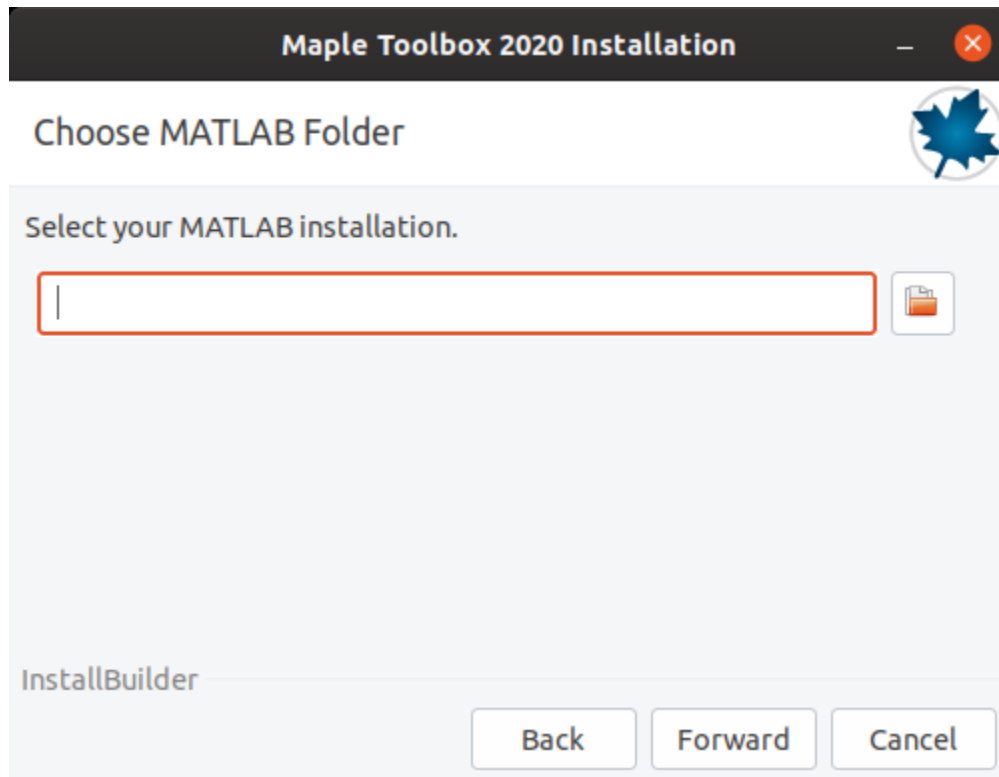 Maple Toolbox 2020 Installation
Choose MATLAB Folder
Select your MATLAB installation.
InstallBuilder
Back Forward Cancel